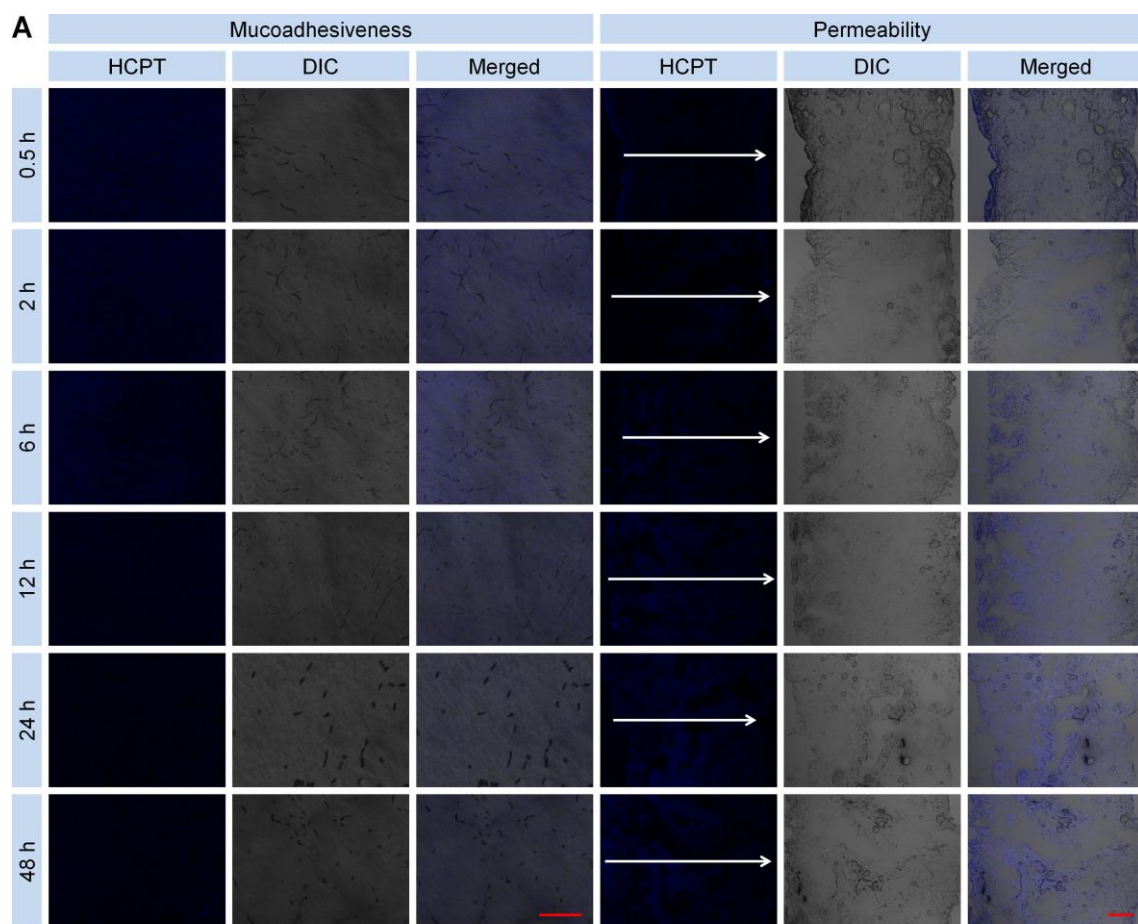 A
Mucoadhesiveness Permeability
HCPT DIC Merged HCPT DIC Merged
0.5 h
2 h
6 h
12 h
24 h
48 h